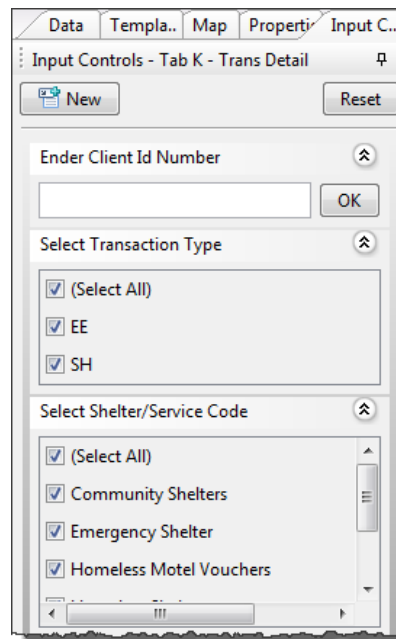 Data Templa.. Map Properti Input C..
Input Controls - Tab K - Trans Detail
New Reset
Ender Client Id Number
OK
Select Transaction Type
(Select All)
EE
SH
Select Shelter/Service Code
(Select All)
Community Shelters
Emergency Shelter
Homeless Motel Vouchers